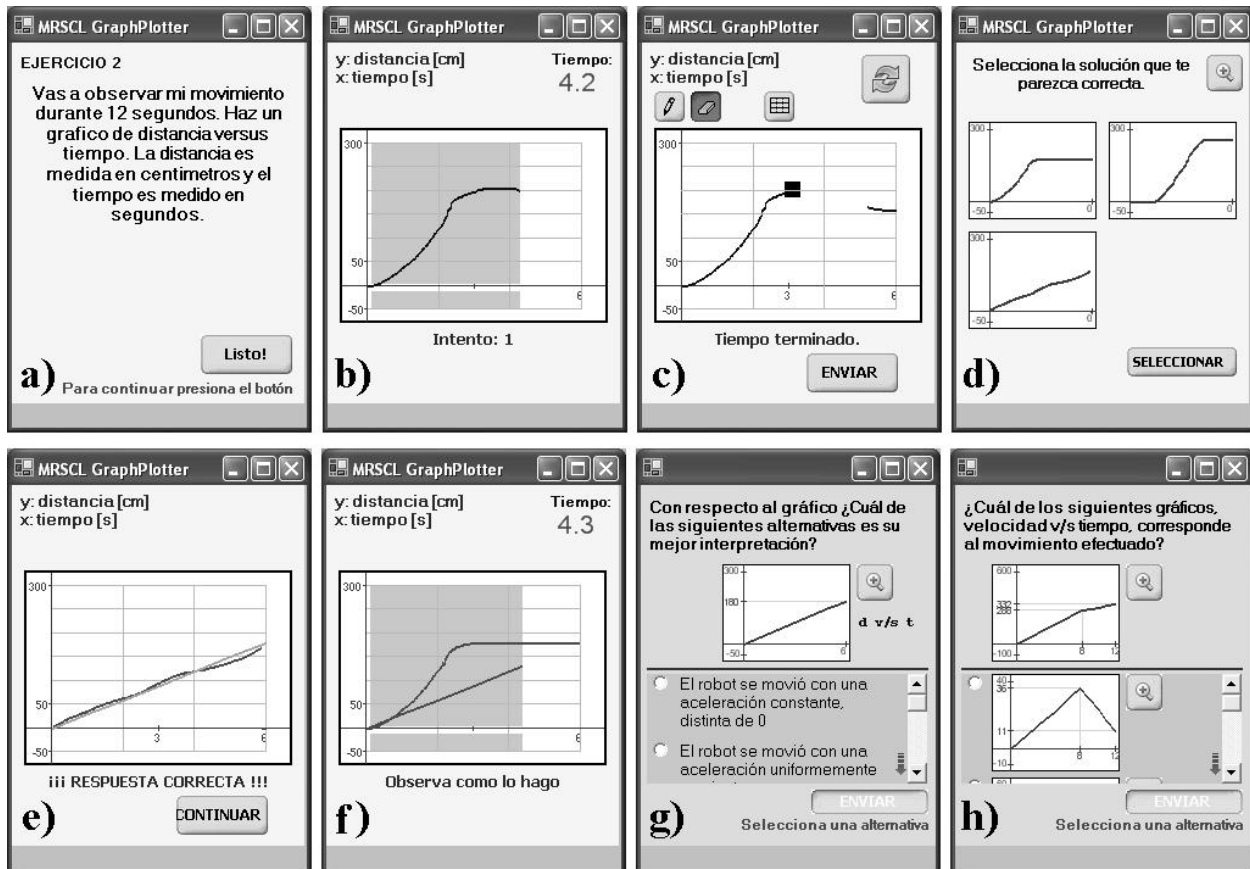 MRSCL GraphPlotter
EJERCICIO 2
Vas a observar mi movimiento
durante 12 segundos. Haz un
grafico de distancia versus
tiempo. La distancia es
medida en centimetros y el
tiempo es medido en
segundos.
Listo!
a)
Para continuar presiona el botón
MRSCL GraphPlotter
y: distancia [cm]
x: tiempo [s]
Tiempo:
4.2
300
50
-50
6
Intento: 1
b)
MRSCL GraphPlotter
y: distancia [cm]
x: tiempo [s]
300
50
-50
3
6
Tiempo terminado.
ENVIAR
c)
MRSCL GraphPlotter
Selecciona la solución que te
parezca correcta.
300
-50
0
300
-50
0
300
-50
0
SELECCIONAR
d)
MRSCL GraphPlotter
y: distancia [cm]
x: tiempo [s]
300
50
-50
3
6
¡¡¡ RESPUESTA CORRECTA !!!
CONTINUAR
e)
MRSCL GraphPlotter
y: distancia [cm]
x: tiempo [s]
Tiempo:
4.3
300
50
-50
6
Observa como lo hago
f)
Con respecto al gráfico ¿Cuál de
las siguientes alternativas es su
mejor interpretación?
300
180
-50
6
d v/s t
El robot se movió con una
aceleración constante,
distinta de 0
El robot se movió con una
aceleración uniformemente
ENVIAR
g)
Selecciona una alternativa
¿Cuál de los siguientes gráficos,
velocidad v/s tiempo, corresponde
al movimiento efectuado?
600
332
286
-100
8
12
40
36
11
-10
8
12
ENVIAR
h)
Selecciona una alternativa